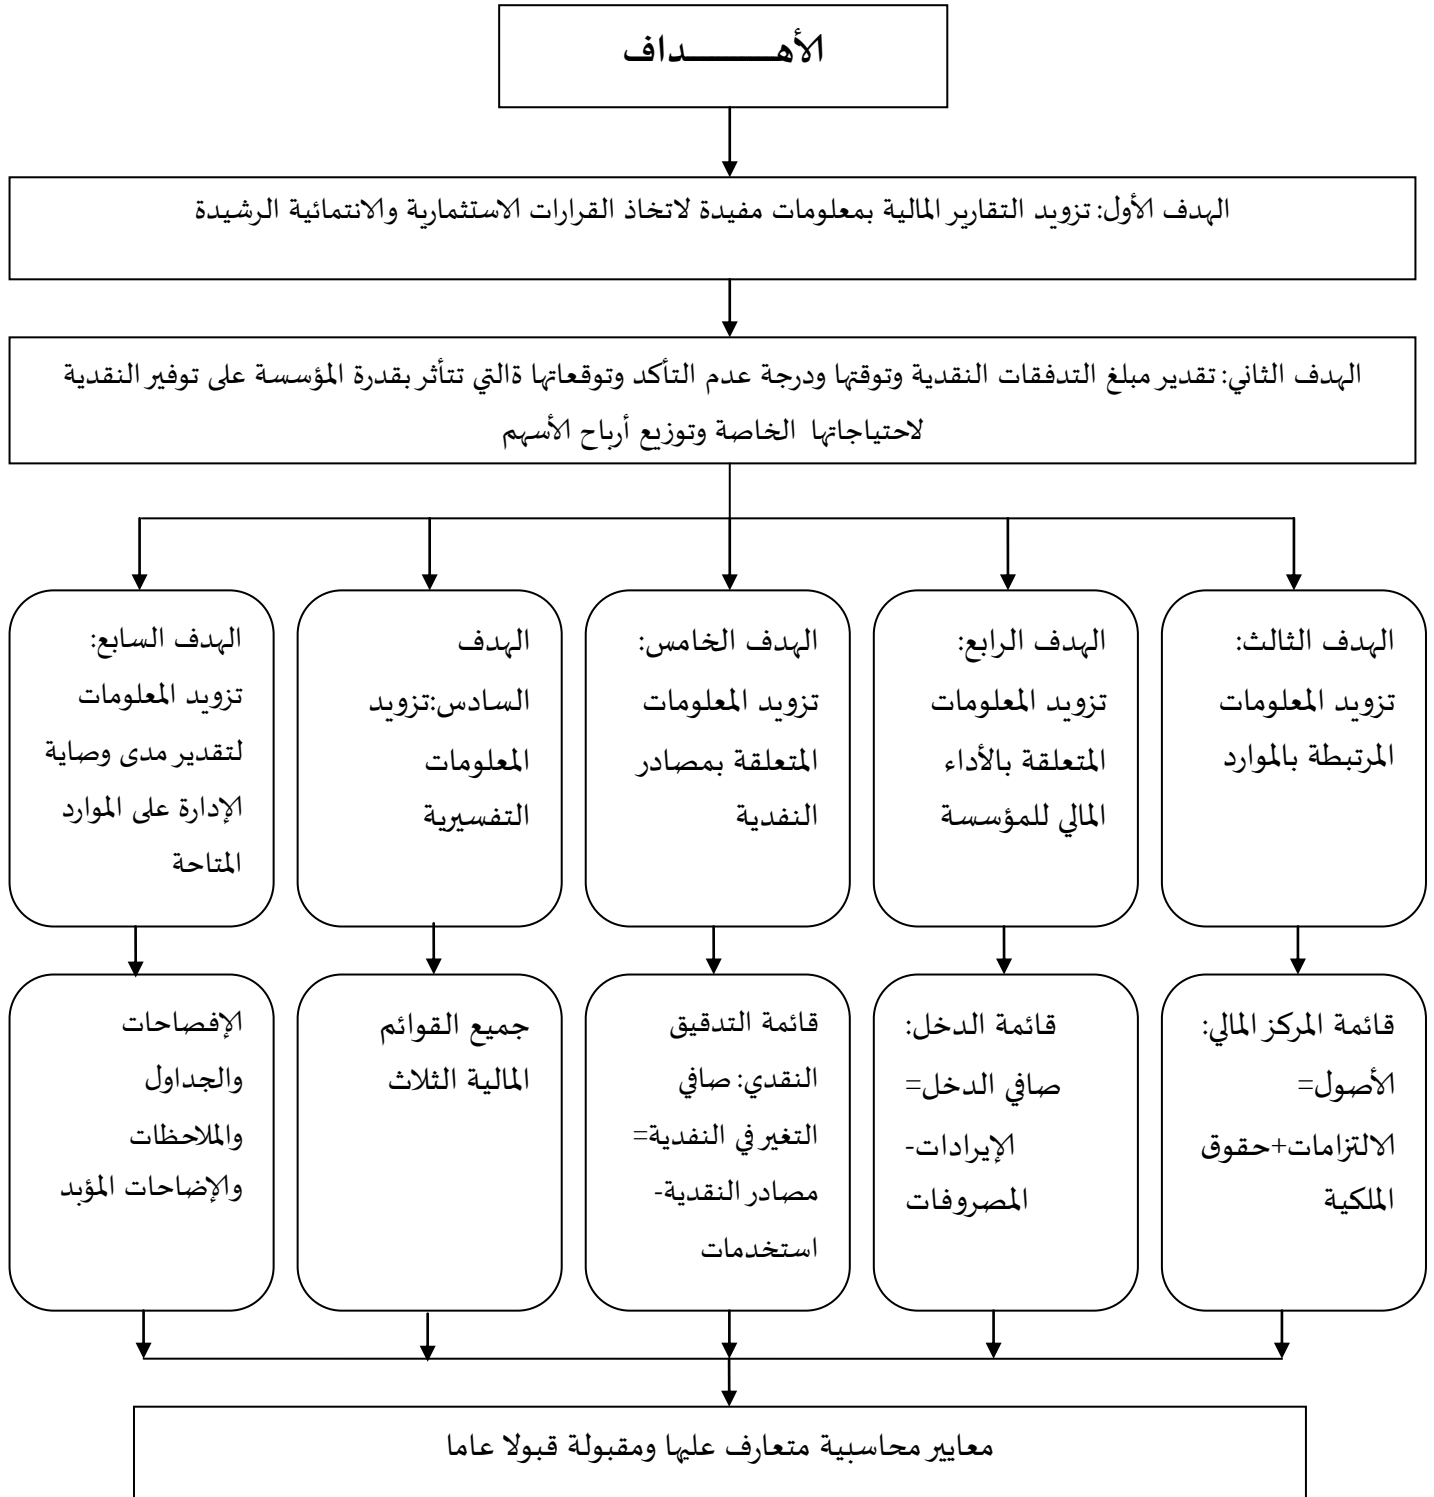 الأهـــــــــداف
الهدف الأول: تزويد التقارير المالية بمعلومات مفيدة لاتخاذ القرارات الاستثمارية والانتمائية الرشيدة
الهدف الثاني: تقدير مبلغ التدفقات النقدية وتوقتها ودرجة عدم التأكد وتوقعاتها ةالتي تتأثر بقدرة المؤسسة على توفير النقدية
لاحتياجاتها الخاصة وتوزيع أرباح الأسهم
الهدف الثالث:
تزويد المعلومات
المرتبطة بالموارد
الهدف الرابع:
تزويد المعلومات
المتعلقة بالأداء
المالي للمؤسسة
الهدف الخامس:
تزويد المعلومات
المتعلقة بمصادر
النفدية
الهدف
السادس:تزويد
المعلومات
التفسيرية
الهدف السابع:
تزويد المعلومات
لتقدير مدى وصاية
الإدارة على الموارد
المتاحة
قائمة المركز المالي:
الأصول=
الالتزامات+حقوق
الملكية
قائمة الدخل:
صافي الدخل=
الإيرادات-
المصروفات
قائمة التدقيق
النقدي: صافي
التغير في النفدية=
مصادر النقدية-
استخدمات
جميع القوائم
المالية الثلاث
الإفصاحات
والجداول
والملاحظات
والإضاحات المؤبد
معايير محاسبية متعارف عليها ومقبولة قبولا عاما